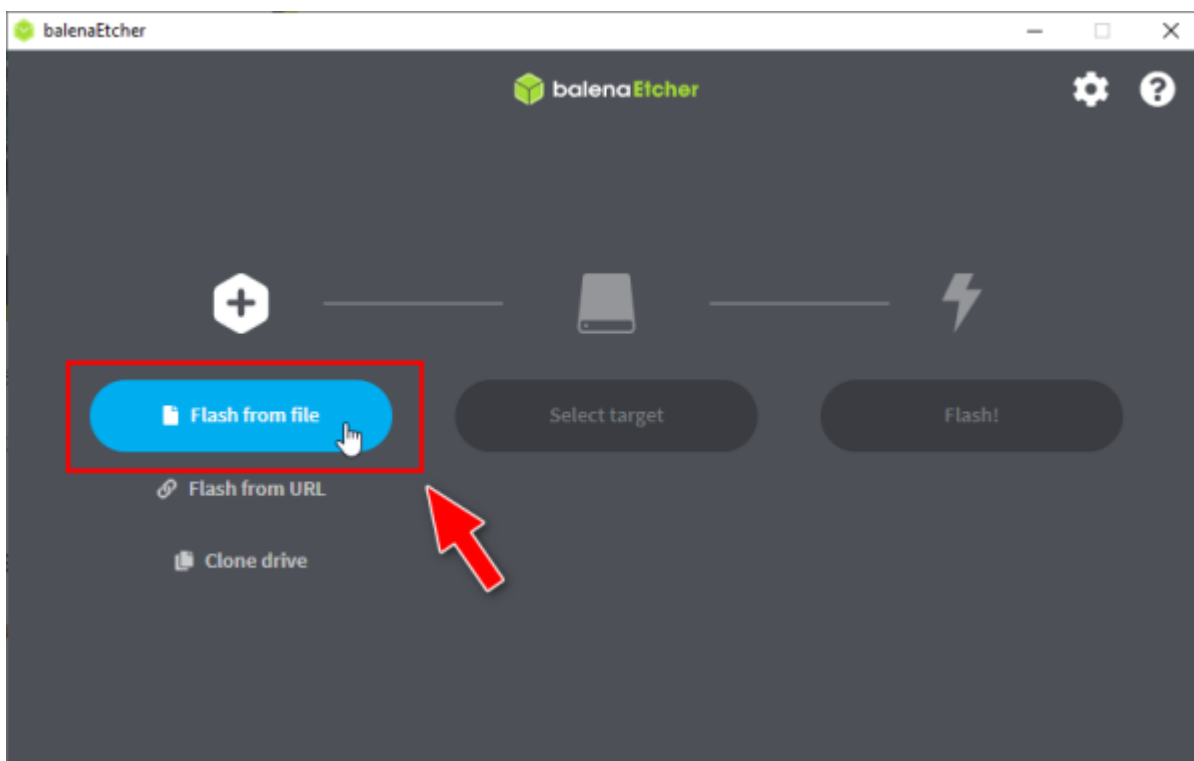 balenaEtcher
balenaEtcher
Flash from file
Select target
Flash!
Flash from URL
Clone drive